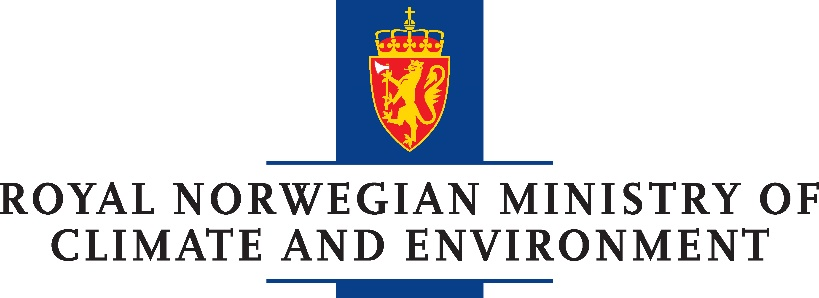 ROYAL NORWEGIAN MINISTRY OF
CLIMATE AND ENVIRONMENT